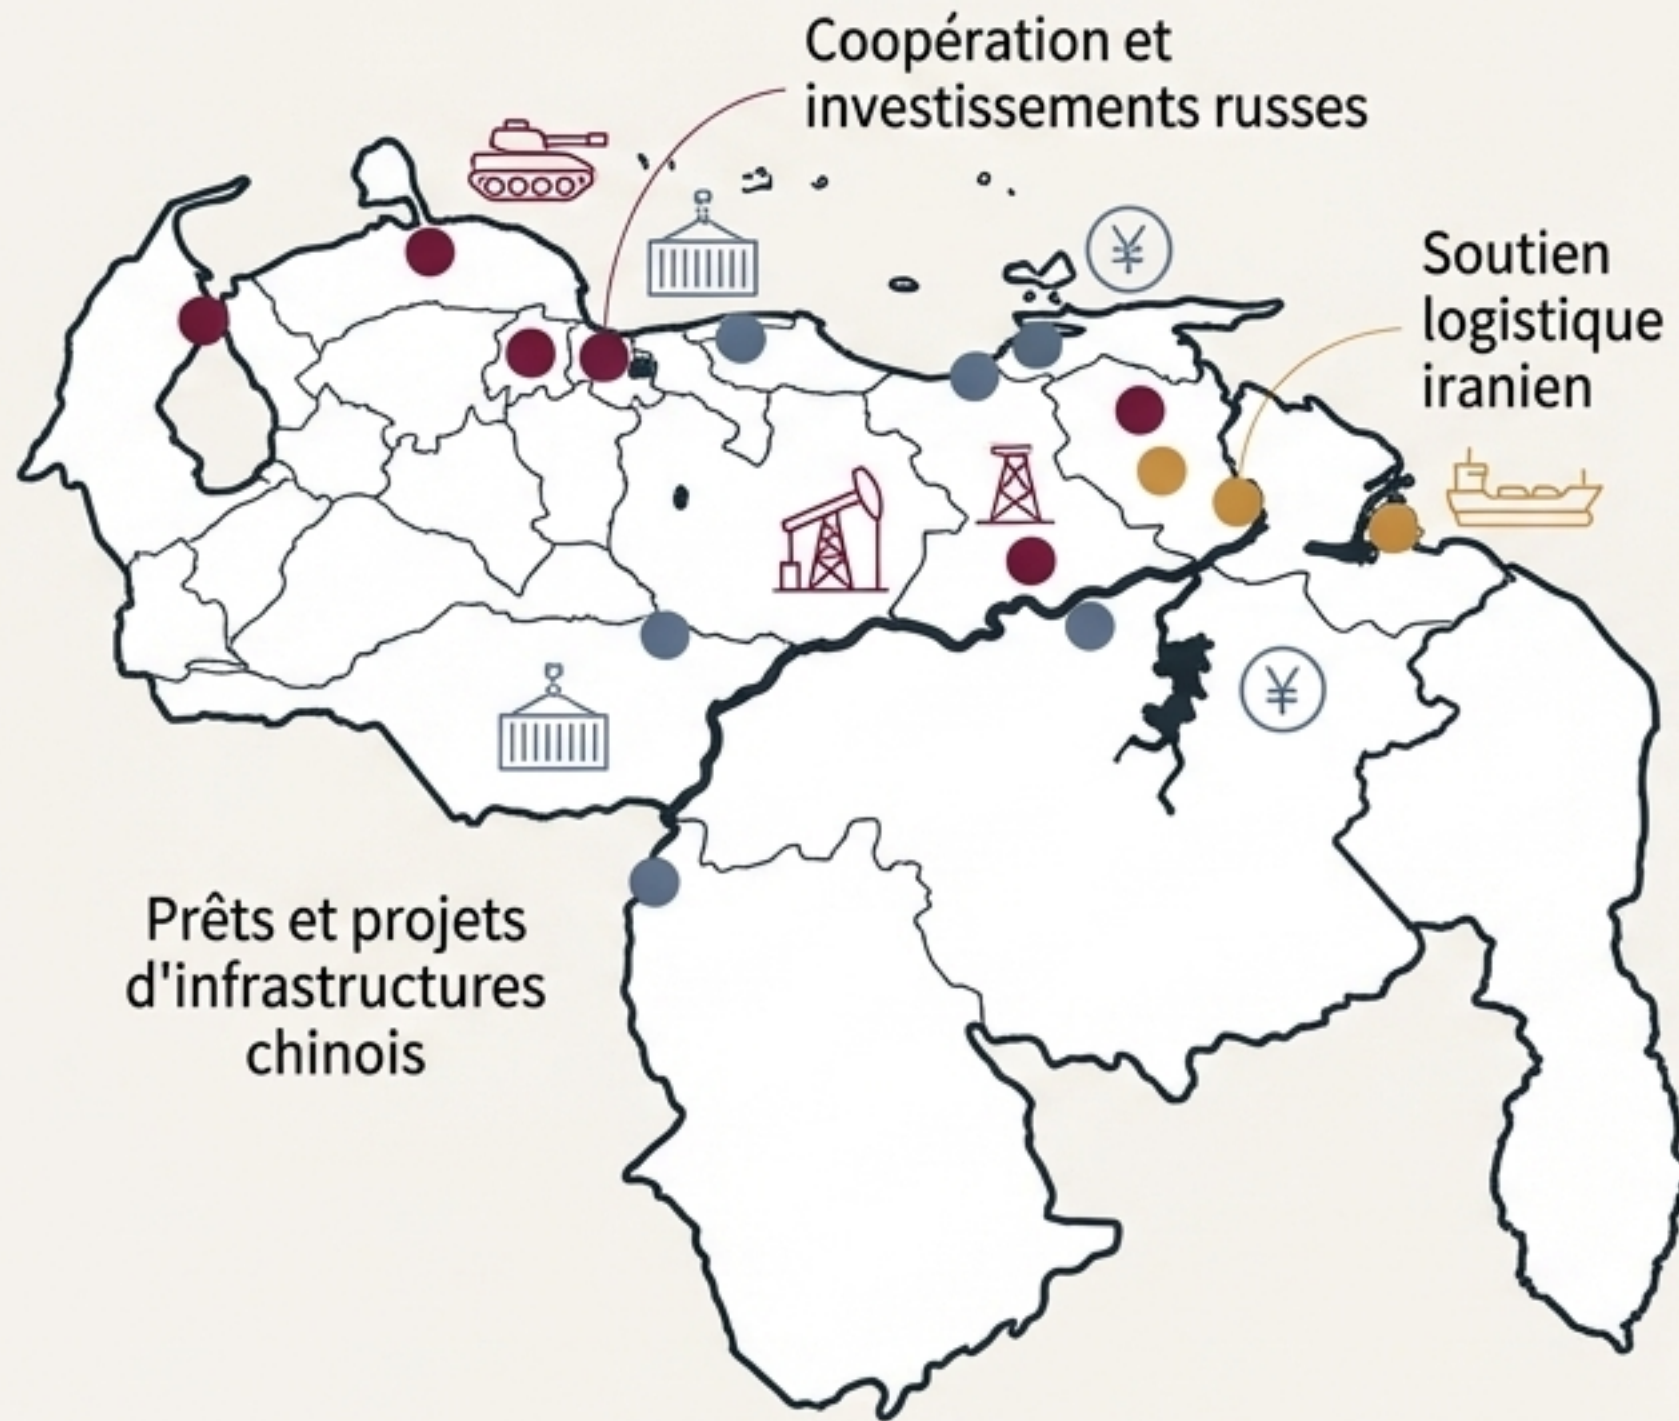 Coopération et
investissements russes
Soutien
logistique
iranien
¥
¥
Prêts et projets
d'infrastructures
chinois